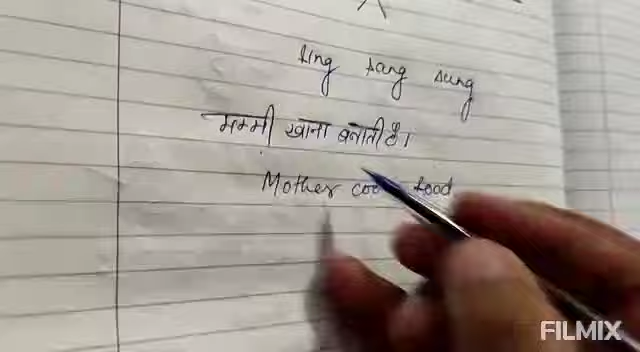 sing sang sung
मम्मी खाना बनाती है।
Mother food
FILMIX